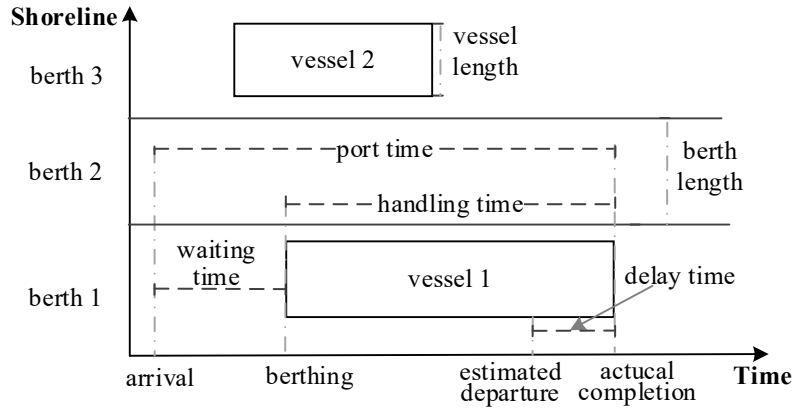 Shoreline
vessel 2
vessel
length
berth 3
port time
berth 2
berth
length
handling time
waiting
time
vessel 1
delay time
berth 1
arrival
berthing
estimated
departure
actucal
completion
Time